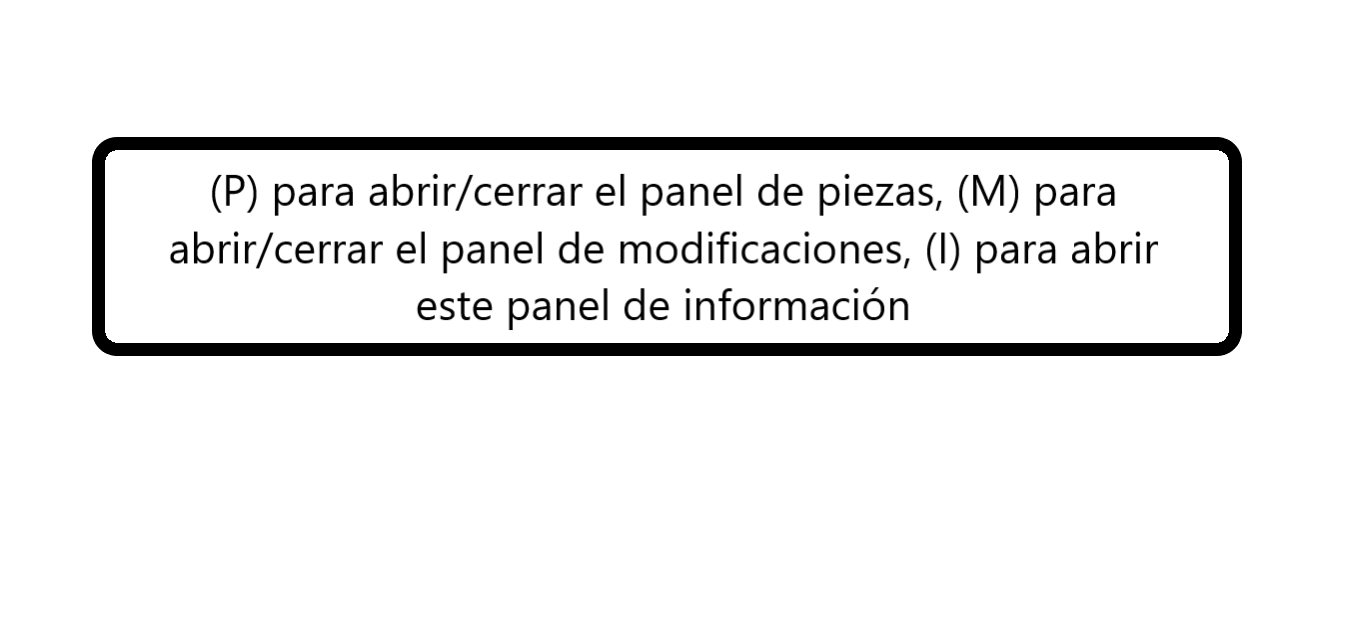 (P) para abrir/cerrar el panel de piezas, (M) para
abrir/cerrar el panel de modificaciones, (I) para abrir
este panel de información